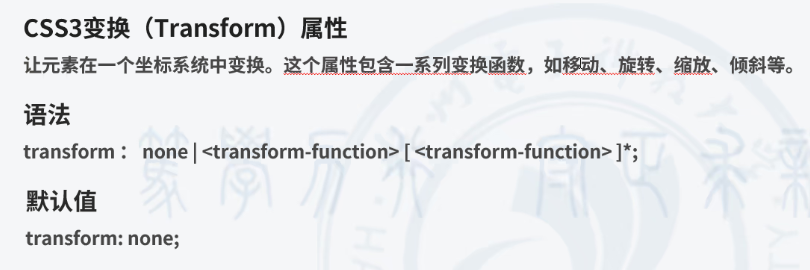 CSS3变换（Transform）属性
让元素在一个坐标系统中变换。这个属性包含一系列变换函数，如移动、旋转、缩放、倾斜等。
语法
transform： none | <transform-function> [ <transform-function> ]*;
默认值
transform: none;